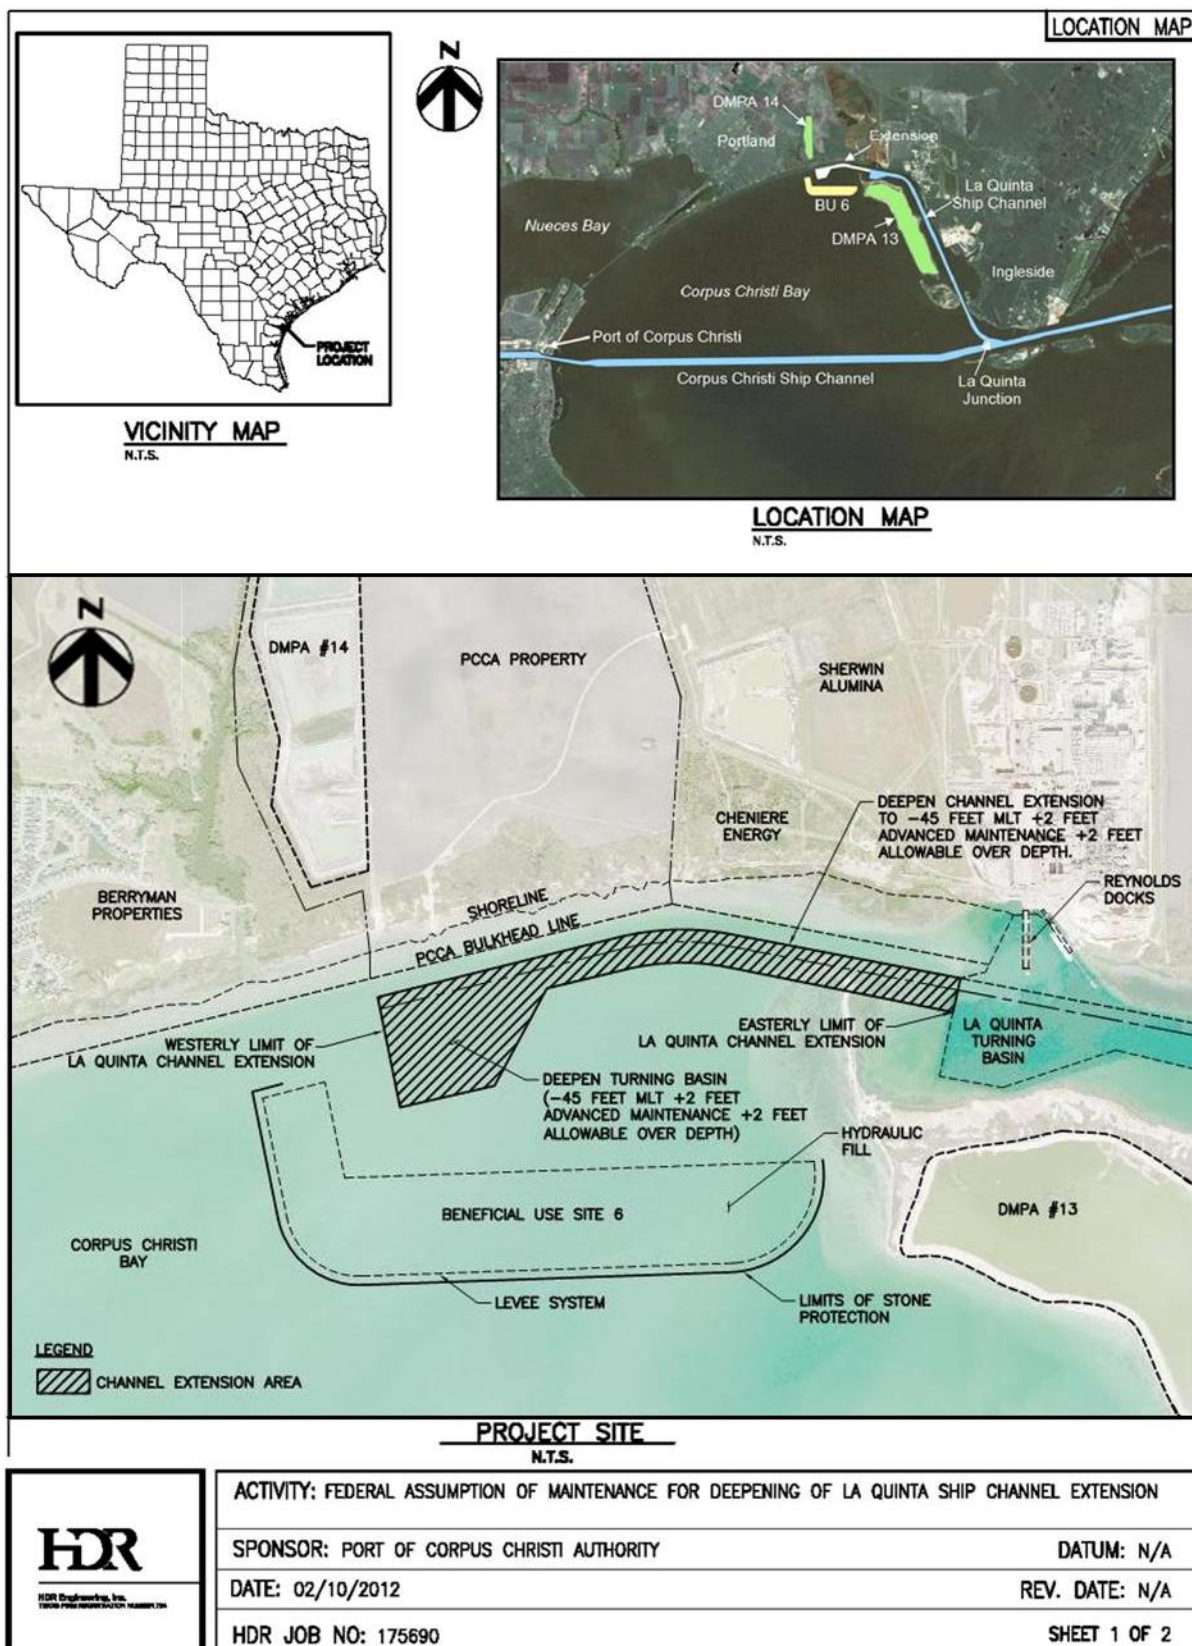 LOCATION MAP
N
PROJECT
LOCATION
VICINITY MAP
N.T.S.
DMPA 14
Portland
Extension
La Quinta
Ship Channel
BU 6
DMPA 13
Nueces Bay
Ingleside
Corpus Christi Bay
Port of Corpus Christi
Corpus Christi Ship Channel
La Quinta
Junction
LOCATION MAP
N.T.S.
N
DMPA #14
PCCA PROPERTY
SHERWIN
ALUMINA
CHENIERE
ENERGY
DEEPEN CHANNEL EXTENSION
TO -45 FEET MLT +2 FEET
ADVANCED MAINTENANCE +2 FEET
ALLOWABLE OVER DEPTH.
REYNOLDS
DOCKS
BERRYMAN
PROPERTIES
SHORELINE
PCCA BULKHEAD LINE
WESTERLY LIMIT OF
LA QUINTA CHANNEL EXTENSION
EASTERLY LIMIT OF
LA QUINTA CHANNEL EXTENSION
LA QUINTA
TURNING
BASIN
DEEPEN TURNING BASIN
(-45 FEET MLT +2 FEET
ADVANCED MAINTENANCE +2 FEET
ALLOWABLE OVER DEPTH)
HYDRAULIC
FILL
BENEFICIAL USE SITE 6
DMPA #13
CORPUS CHRISTI
BAY
LEVEE SYSTEM
LIMITS OF STONE
PROTECTION
LEGEND
CHANNEL EXTENSION AREA
PROJECT SITE
N.T.S.
HDR
HDR Engineering, Inc.
ACTIVITY: FEDERAL ASSUMPTION OF MAINTENANCE FOR DEEPENING OF LA QUINTA SHIP CHANNEL EXTENSION
SPONSOR: PORT OF CORPUS CHRISTI AUTHORITY
DATUM: N/A
DATE: 02/10/2012
REV. DATE: N/A
HDR JOB NO: 175690
SHEET 1 OF 2